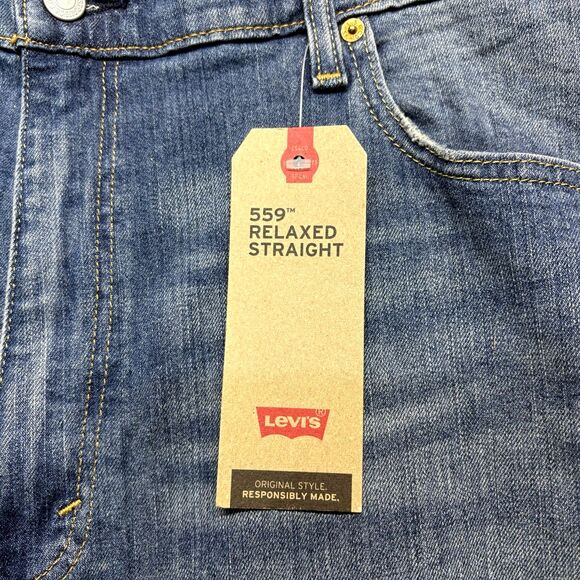 559™
RELAXED
STRAIGHT
LEVI'S®
ORIGINAL STYLE.
RESPONSIBLY MADE.